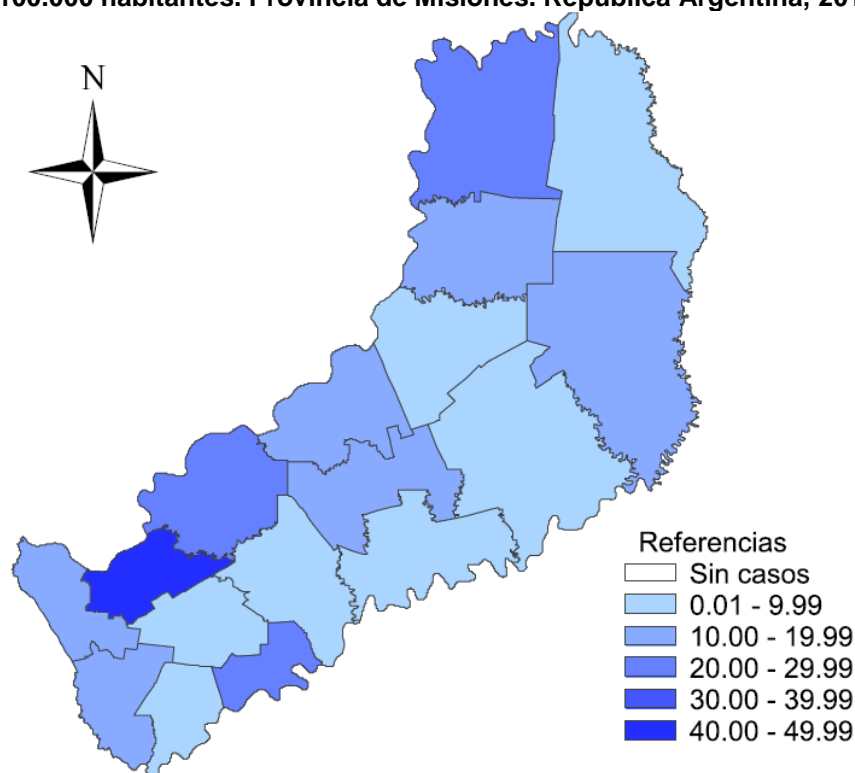 100.000 habitantes. Provincia de Misiones. República Argentina, 201
N
Referencias
Sin casos
0.01 - 9.99
10.00 - 19.99
20.00 - 29.99
30.00 - 39.99
40.00 - 49.99